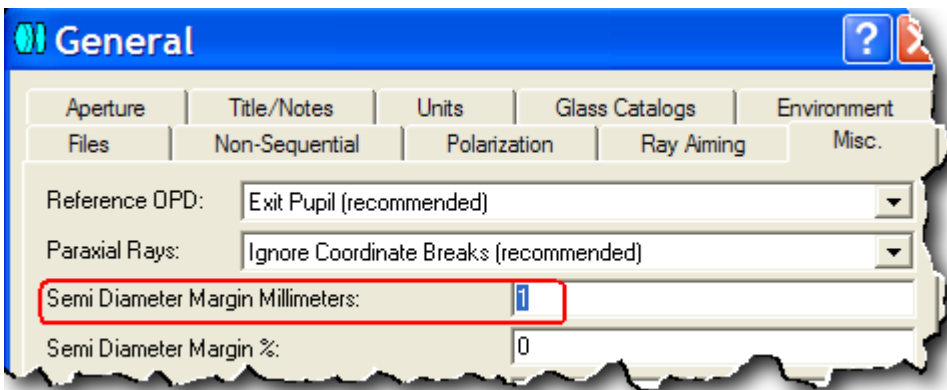 General
?
Aperture Title/Notes Units Glass Catalogs Environment
Files Non-Sequential Polarization Ray Aiming Misc.
Reference OPD: Exit Pupil (recommended)
Paraxial Rays: Ignore Coordinate Breaks (recommended)
Semi Diameter Margin Millimeters: 1
Semi Diameter Margin %: 0